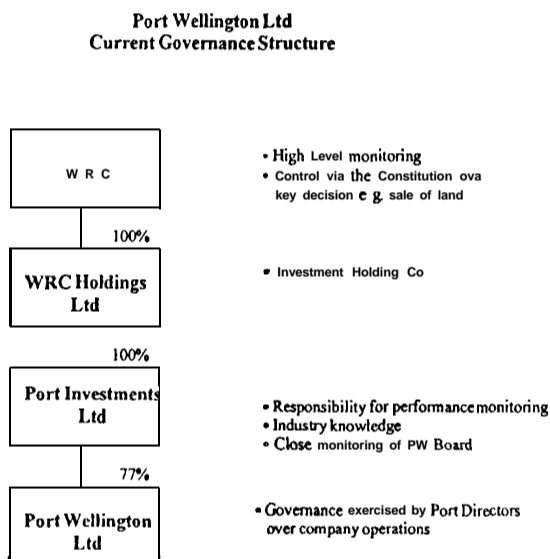 Port Wellington Ltd
Current Governance Structure
W R C
• High Level monitoring
• Control via the Constitution ova
key decision e g. sale of land
100%
WRC Holdings
Ltd
• Investment Holding Co
100%
Port Investments
Ltd
• Responsibility for performance monitoring
• Industry knowledge
• Close monitoring of PW Board
77%
Port Wellington
Ltd
• Governance exercised by Port Directors
over company operations